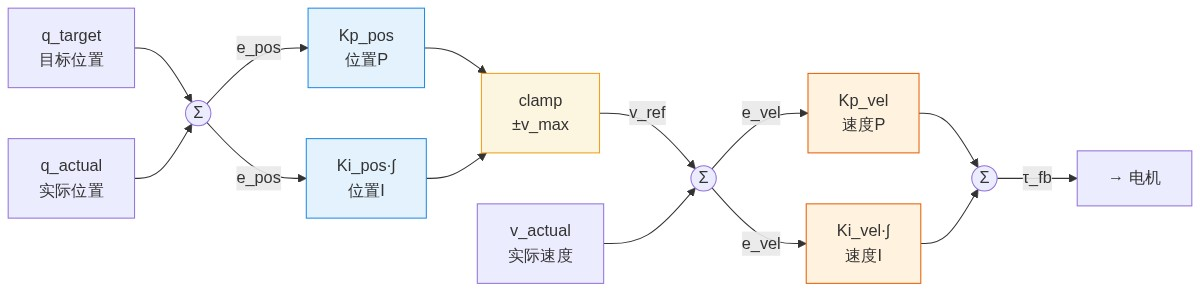 q_target
目标位置
q_actual
实际位置
Σ
e_pos
e_pos
Kp_pos
位置P
Ki_pos·∫
位置I
clamp
±v_max
v_actual
实际速度
v_ref
Σ
e_vel
e_vel
Kp_vel
速度P
Ki_vel·∫
速度I
Σ
τ_fb
→ 电机